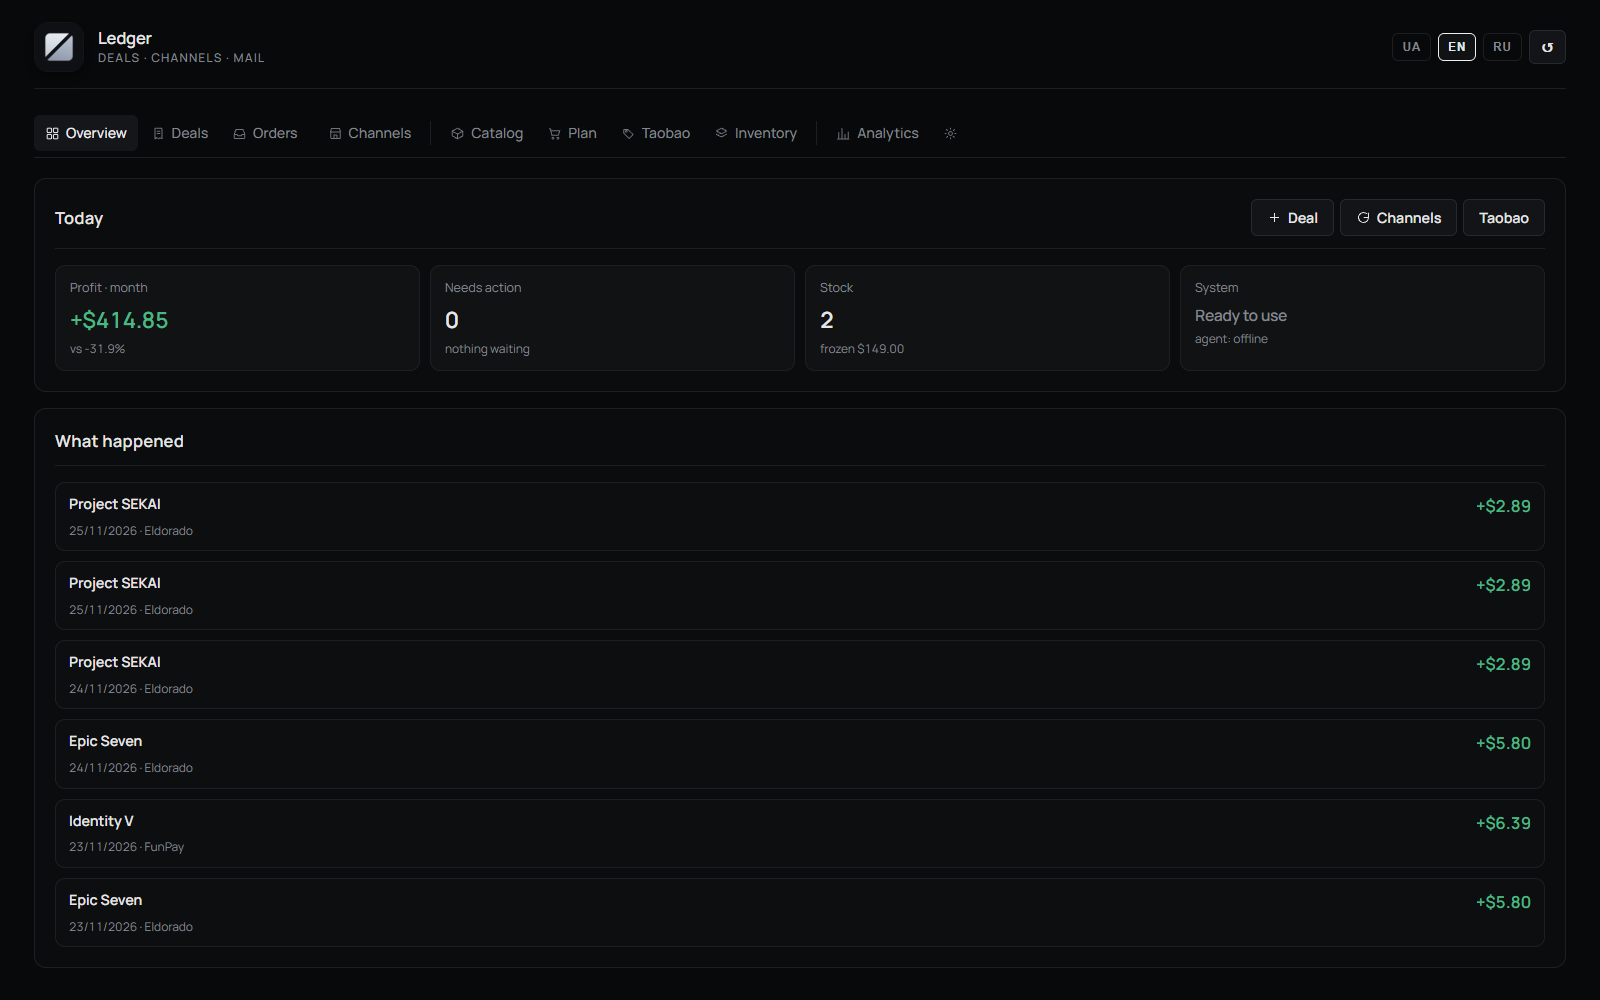 Ledger
DEALS · CHANNELS · MAIL
UA EN RU
Overview Deals Orders Channels Catalog Plan Taobao Inventory Analytics
Today
+ Deal Channels Taobao
Profit · month
+$414.85
vs -31.9%
Needs action
0
nothing waiting
Stock
2
frozen $149.00
System
Ready to use
agent: offline
What happened
Project SEKAI
+$2.89
25/11/2026 · Eldorado
Project SEKAI
+$2.89
25/11/2026 · Eldorado
Project SEKAI
+$2.89
24/11/2026 · Eldorado
Epic Seven
+$5.80
24/11/2026 · Eldorado
Identity V
+$6.39
23/11/2026 · FunPay
Epic Seven
+$5.80
23/11/2026 · Eldorado